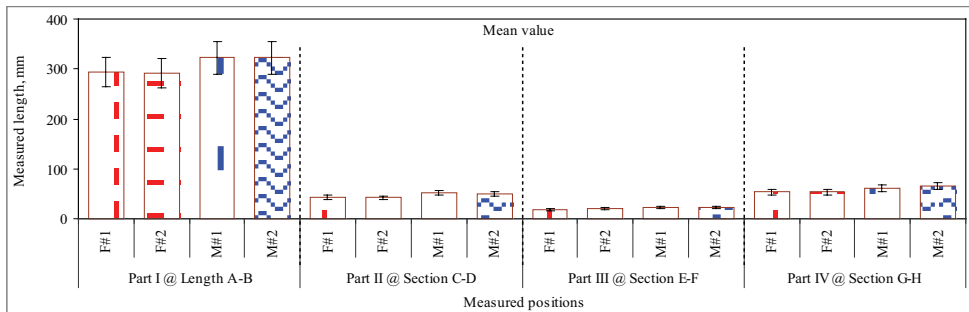 Mean value
Measured length, mm
400
300
200
100
0
F#1 F#2 M#1 M#2 F#1 F#2 M#1 M#2 F#1 F#2 M#1 M#2 F#1 F#2 M#1 M#2
Part I @ Length A-B Part II @ Section C-D Part III @ Section E-F Part IV @ Section G-H
Measured positions